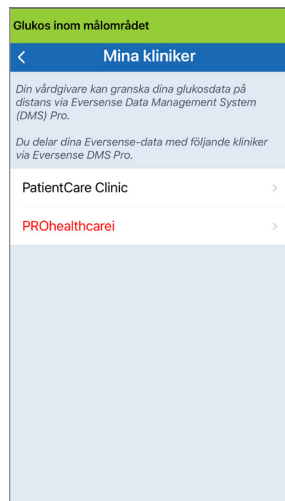 Glukos inom målområdet
Mina kliniker
Din vårdgivare kan granska dina glukosdata på
distans via Eversense Data Management System
(DMS) Pro.
Du delar dina Eversense-data med följande kliniker
via Eversense DMS Pro.
PatientCare Clinic
PROhealthcarei